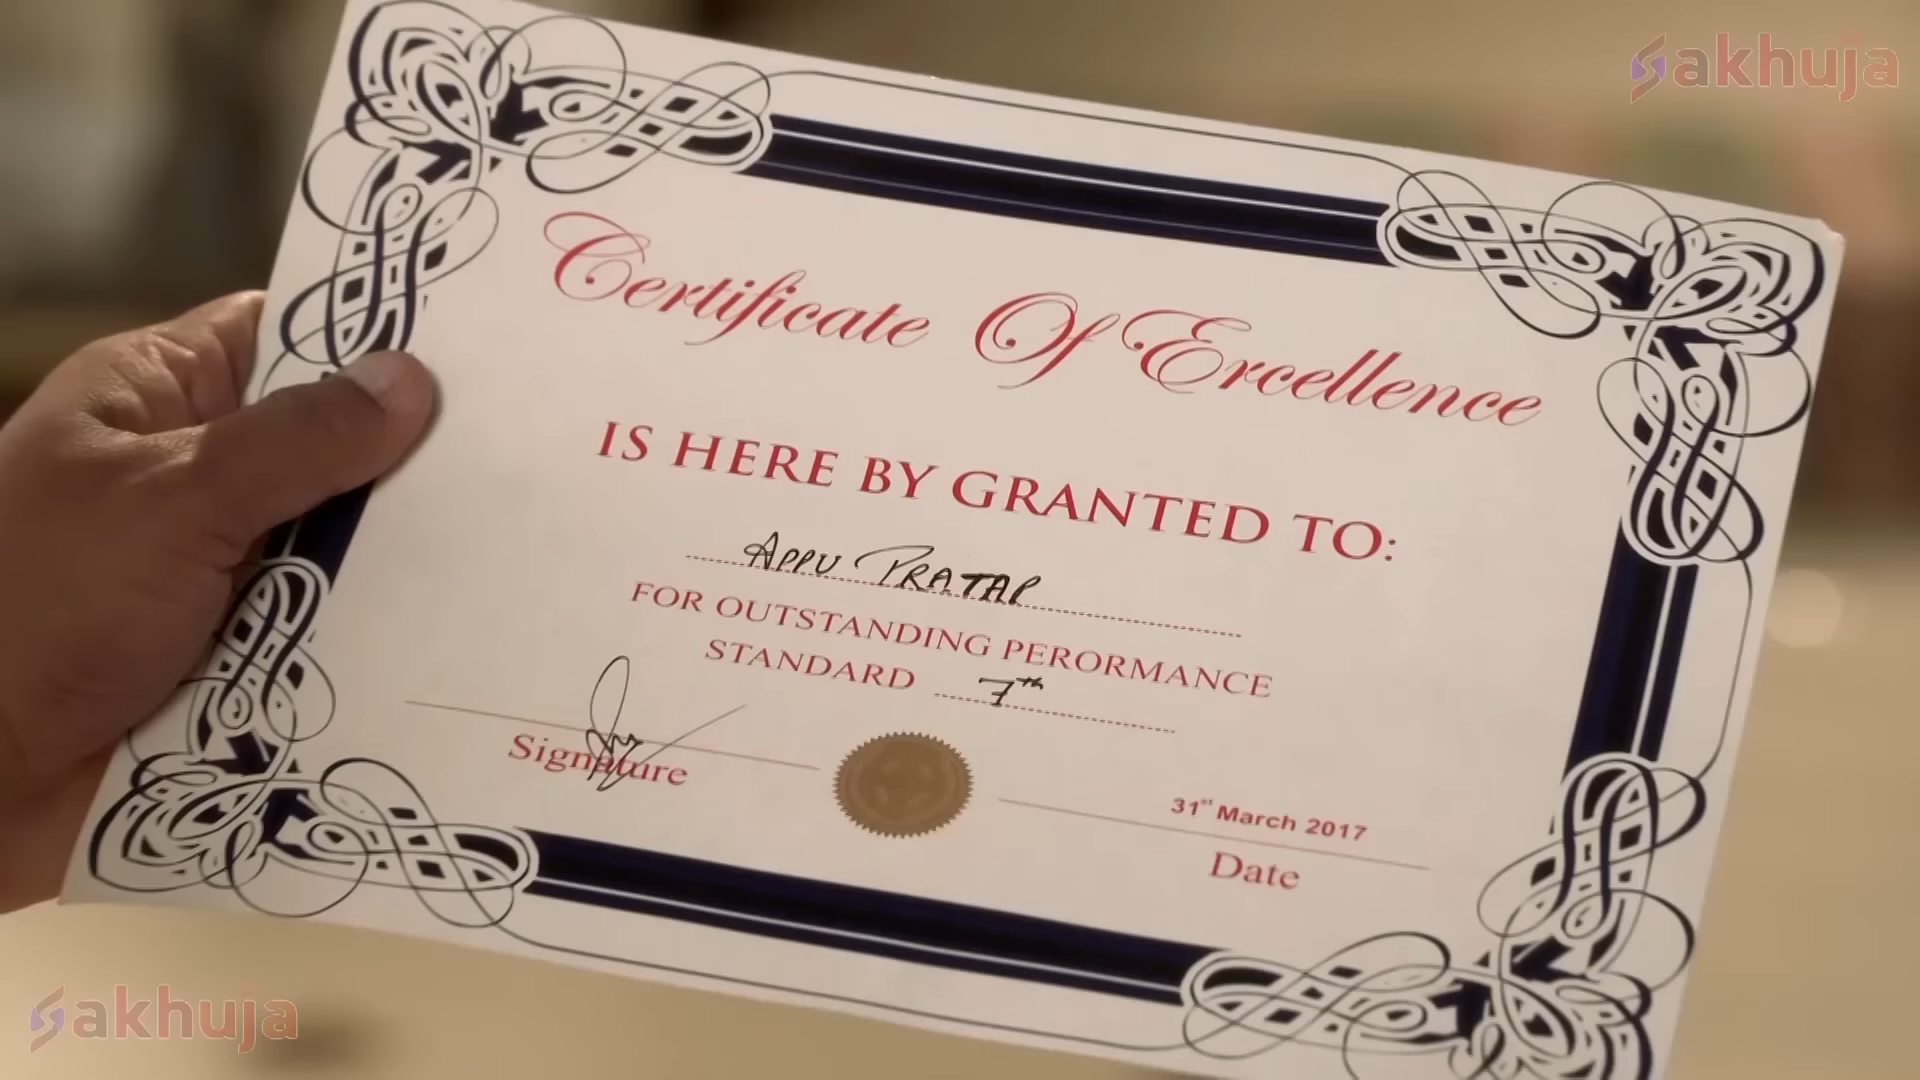 Sakhuja
Certificate Of Excellence
IS HERE BY GRANTED TO:
APPU PRATAP
FOR OUTSTANDING PERORMANCE
STANDARD 7th
Signature
31st March 2017
Date
Sakhuja